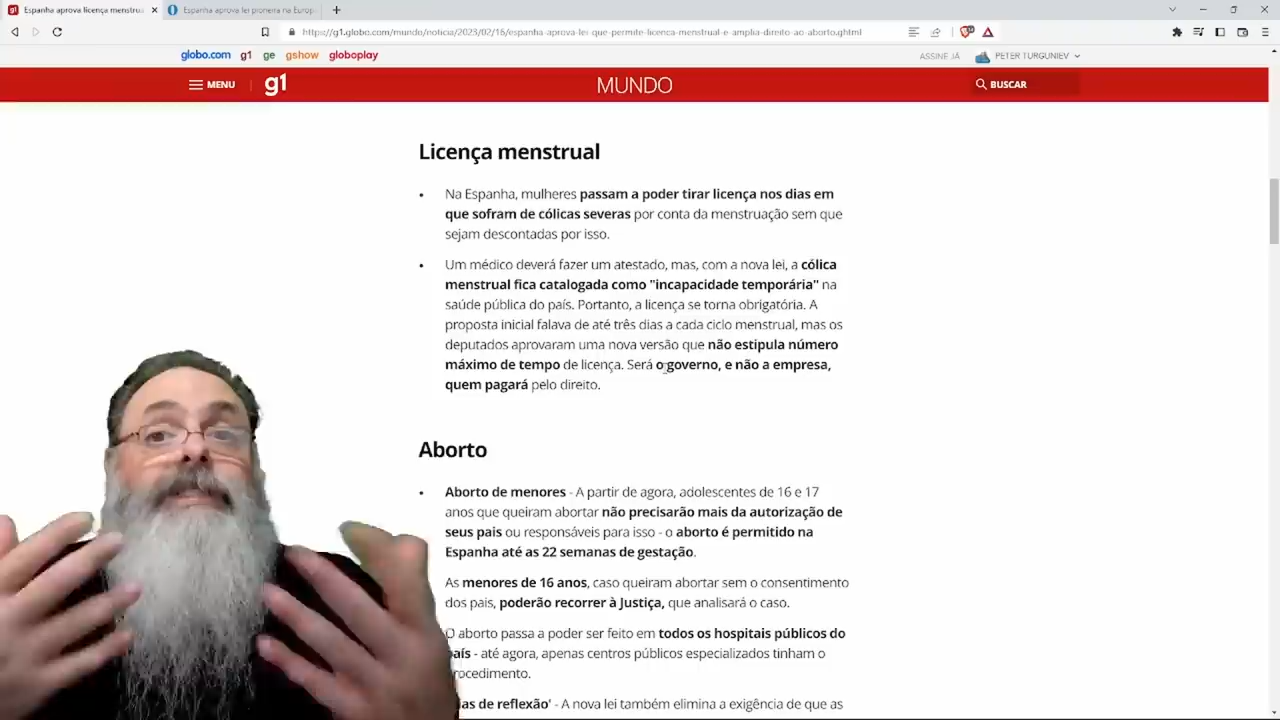 Espanha aprova licença menstru
Espanha aprova lei pioneira na Europ
https://g1.globo.com/mundo/noticia/2023/02/16/espanha-aprova-lei-que-permite-licenca-menstrual-e-amplia-direito-ao-aborto.ghtml
globo.com g1 ge gshow globoplay
ASSINE JÁ
PETER TURGUNIEV
MENU
g1
MUNDO
BUSCAR
Licença menstrual
• Na Espanha, mulheres passam a poder tirar licença nos dias em
que sofram de cólicas severas por conta da menstruação sem que
sejam descontadas por isso.
• Um médico deverá fazer um atestado, mas, com a nova lei, a cólica
menstrual fica catalogada como "incapacidade temporária" na
saúde pública do país. Portanto, a licença se torna obrigatória. A
proposta inicial falava de até três dias a cada ciclo menstrual, mas os
deputados aprovaram uma nova versão que não estipula número
máximo de tempo de licença. Será o governo, e não a empresa,
quem pagará pelo direito.
Aborto
• Aborto de menores - A partir de agora, adolescentes de 16 e 17
anos que queiram abortar não precisarão mais da autorização de
seus pais ou responsáveis para isso - o aborto é permitido na
Espanha até as 22 semanas de gestação.
As menores de 16 anos, caso queiram abortar sem o consentimento
dos pais, poderão recorrer à Justiça, que analisará o caso.
O aborto passa a poder ser feito em todos os hospitais públicos do
país - até agora, apenas centros públicos especializados tinham o
rocedimento.
ias de reflexão' - A nova lei também elimina a exigência de que as